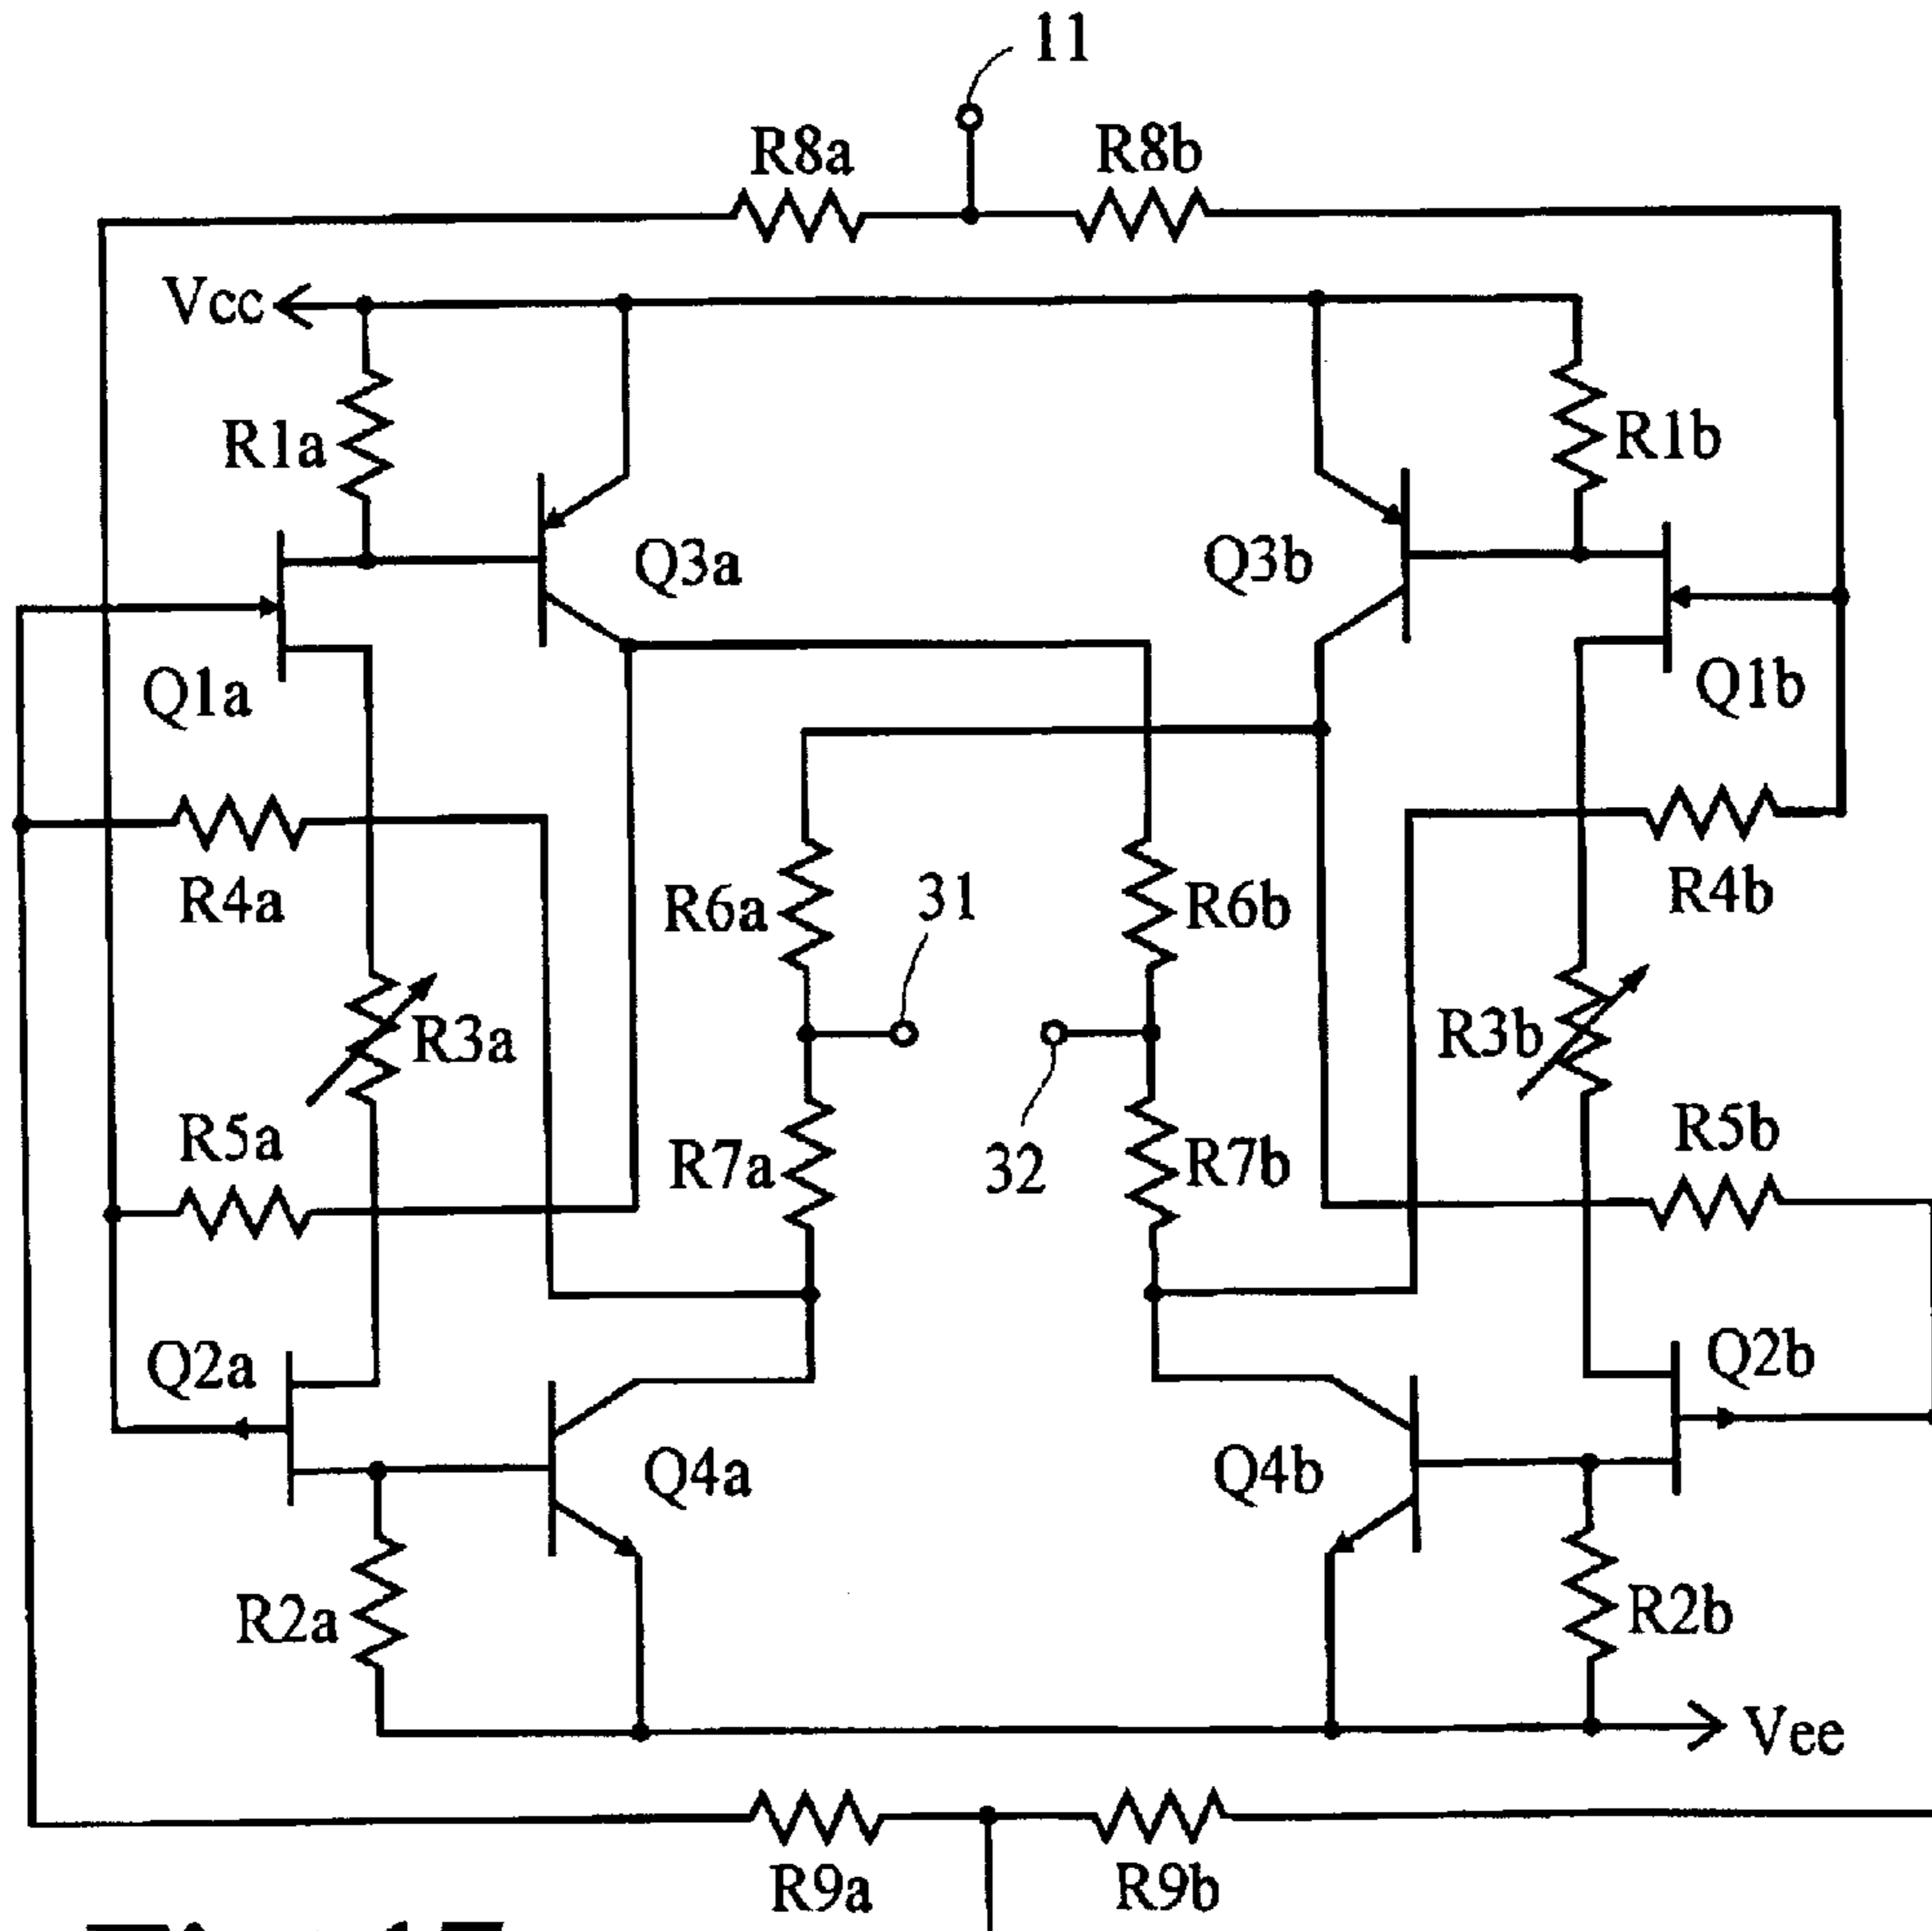 11
R8a
R8b
Vcc
R1a
R1b
Q3a
Q3b
Q1a
Q1b
R4a
R6a
31
R6b
R4b
R3a
R3b
R5a
R7a
32
R7b
R5b
Q2a
Q2b
Q4a
Q4b
R2a
R2b
Vee
R9a
R9b